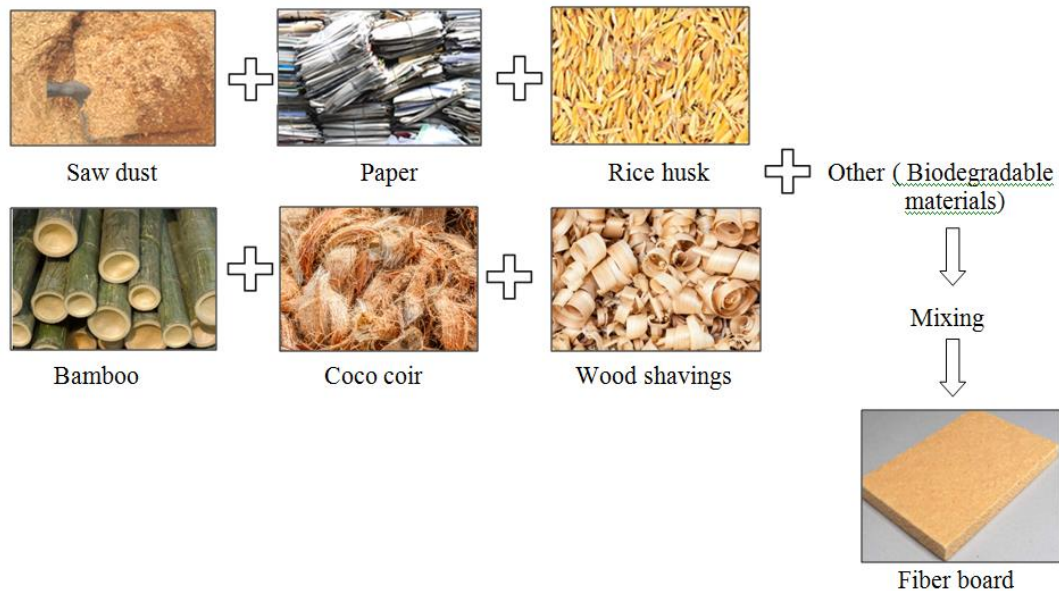 Saw dust
Paper
Rice husk
Other ( Biodegradable
materials)
Bamboo
Coco coir
Wood shavings
Mixing
Fiber board